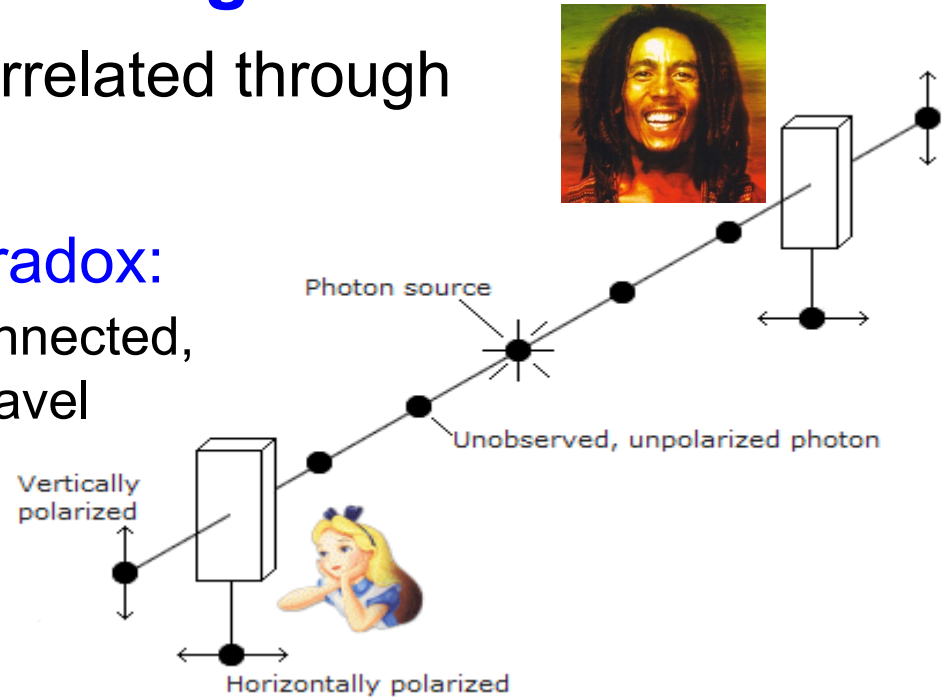 g
rrelated through
radox:
Photon source
nnected,
avel
Unobserved, unpolarized photon
Vertically
polarized
Horizontally polarized